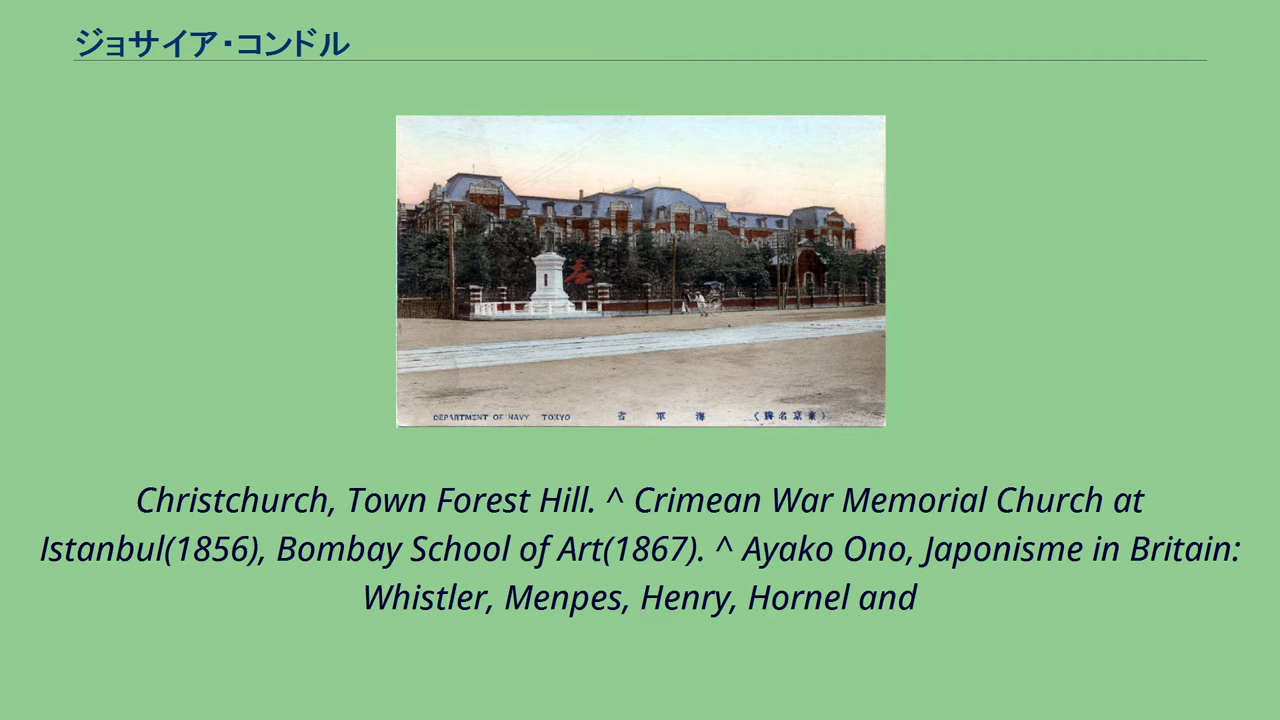 ジョサイア・コンドル
DEPARTMENT OF NAVY TOKYO 省 軍 海 (勝名京東)
Christchurch, Town Forest Hill. ^ Crimean War Memorial Church at
Istanbul(1856), Bombay School of Art(1867). ^ Ayako Ono, Japonisme in Britain:
Whistler, Menpes, Henry, Hornel and